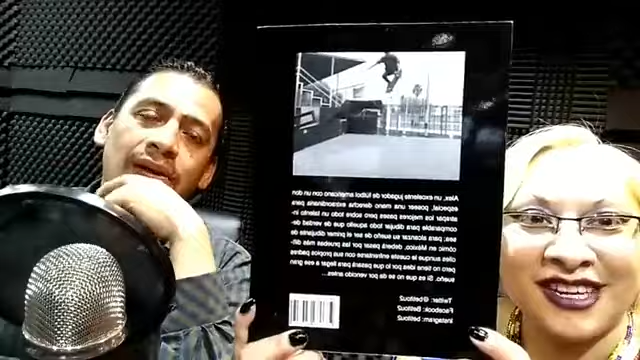 Alex, un excelente jugador de fútbol americano con un don
especial, posee una mano derecha extraordinaria para
atrapar los mejores pases pero sobre todo un talento in-
comparable para dibujar todo aquello que de verdad de-
sea; para alcanzar su sueño de ser el primer dibujante de
cómic de México, deberá pasar por las pruebas más difí-
ciles aunque le cueste enfrentarse con sus propios padres
pero no tiene idea por lo que pasará para llegar a ese gran
sueño. Si es que no se da por vencido antes...
Twitter:
Facebook:
Instagram: